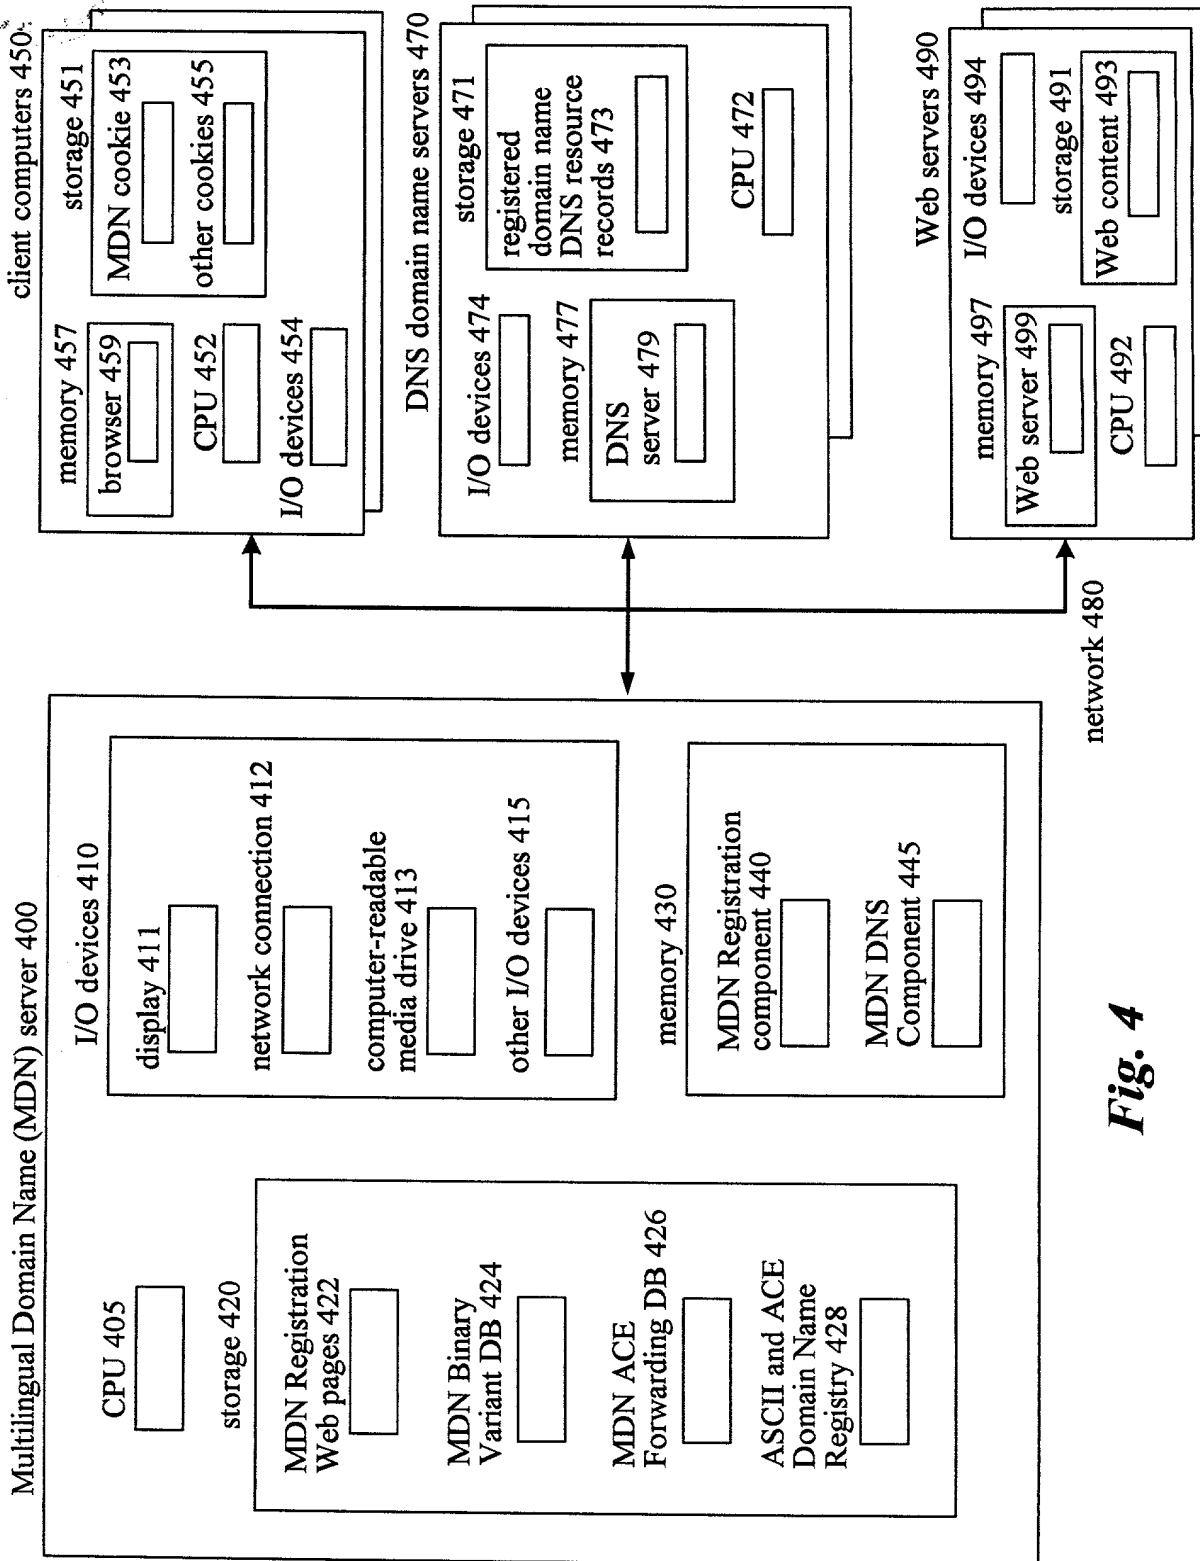 Multilingual Domain Name (MDN) server 400
CPU 405
storage 420
MDN Registration
Web pages 422
MDN Binary
Variant DB 424
MDN ACE
Forwarding DB 426
ASCII and ACE
Domain Name
Registry 428
I/O devices 410
display 411
network connection 412
computer-readable
media drive 413
other I/O devices 415
memory 430
MDN Registration
component 440
MDN DNS
Component 445
network 480
client computers 450
memory 457
browser 459
CPU 452
I/O devices 454
storage 451
MDN cookie 453
other cookies 455
DNS domain name servers 470
I/O devices 474
memory 477
DNS
server 479
storage 471
registered
domain name
DNS resource
records 473
CPU 472
Web servers 490
memory 497
Web server 499
CPU 492
I/O devices 494
storage 491
Web content 493
Fig. 4